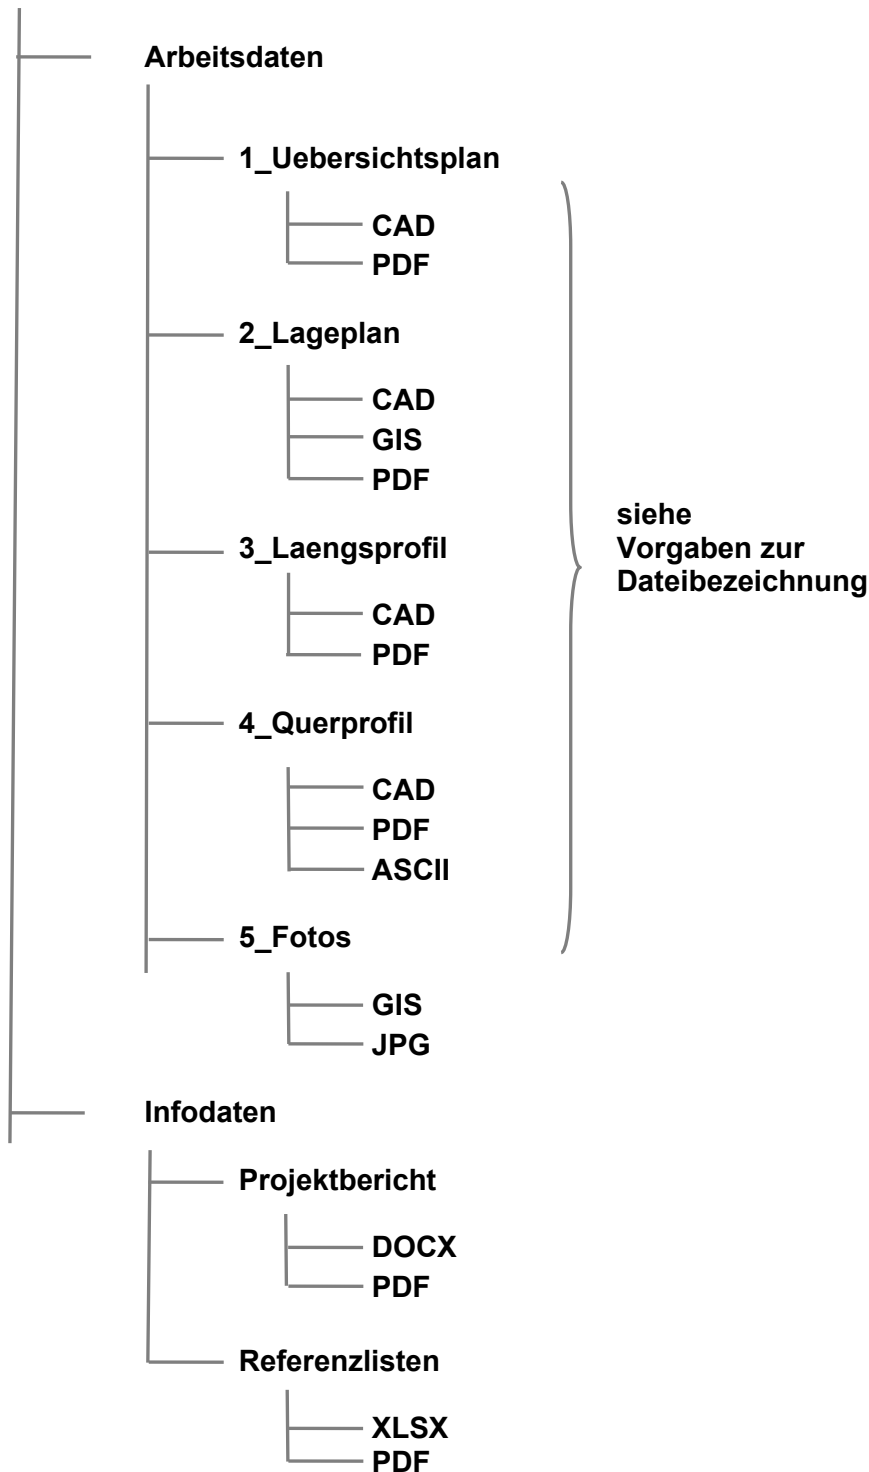 Arbeitsdaten
1_Uebersichtsplan
CAD
PDF
2_Lageplan
CAD
GIS
PDF
siehe
Vorgaben zur
Dateibezeichnung
3_Laengsprofil
CAD
PDF
4_Querprofil
CAD
PDF
ASCII
5_Fotos
GIS
JPG
Infodaten
Projektbericht
DOCX
PDF
Referenzlisten
XLSX
PDF